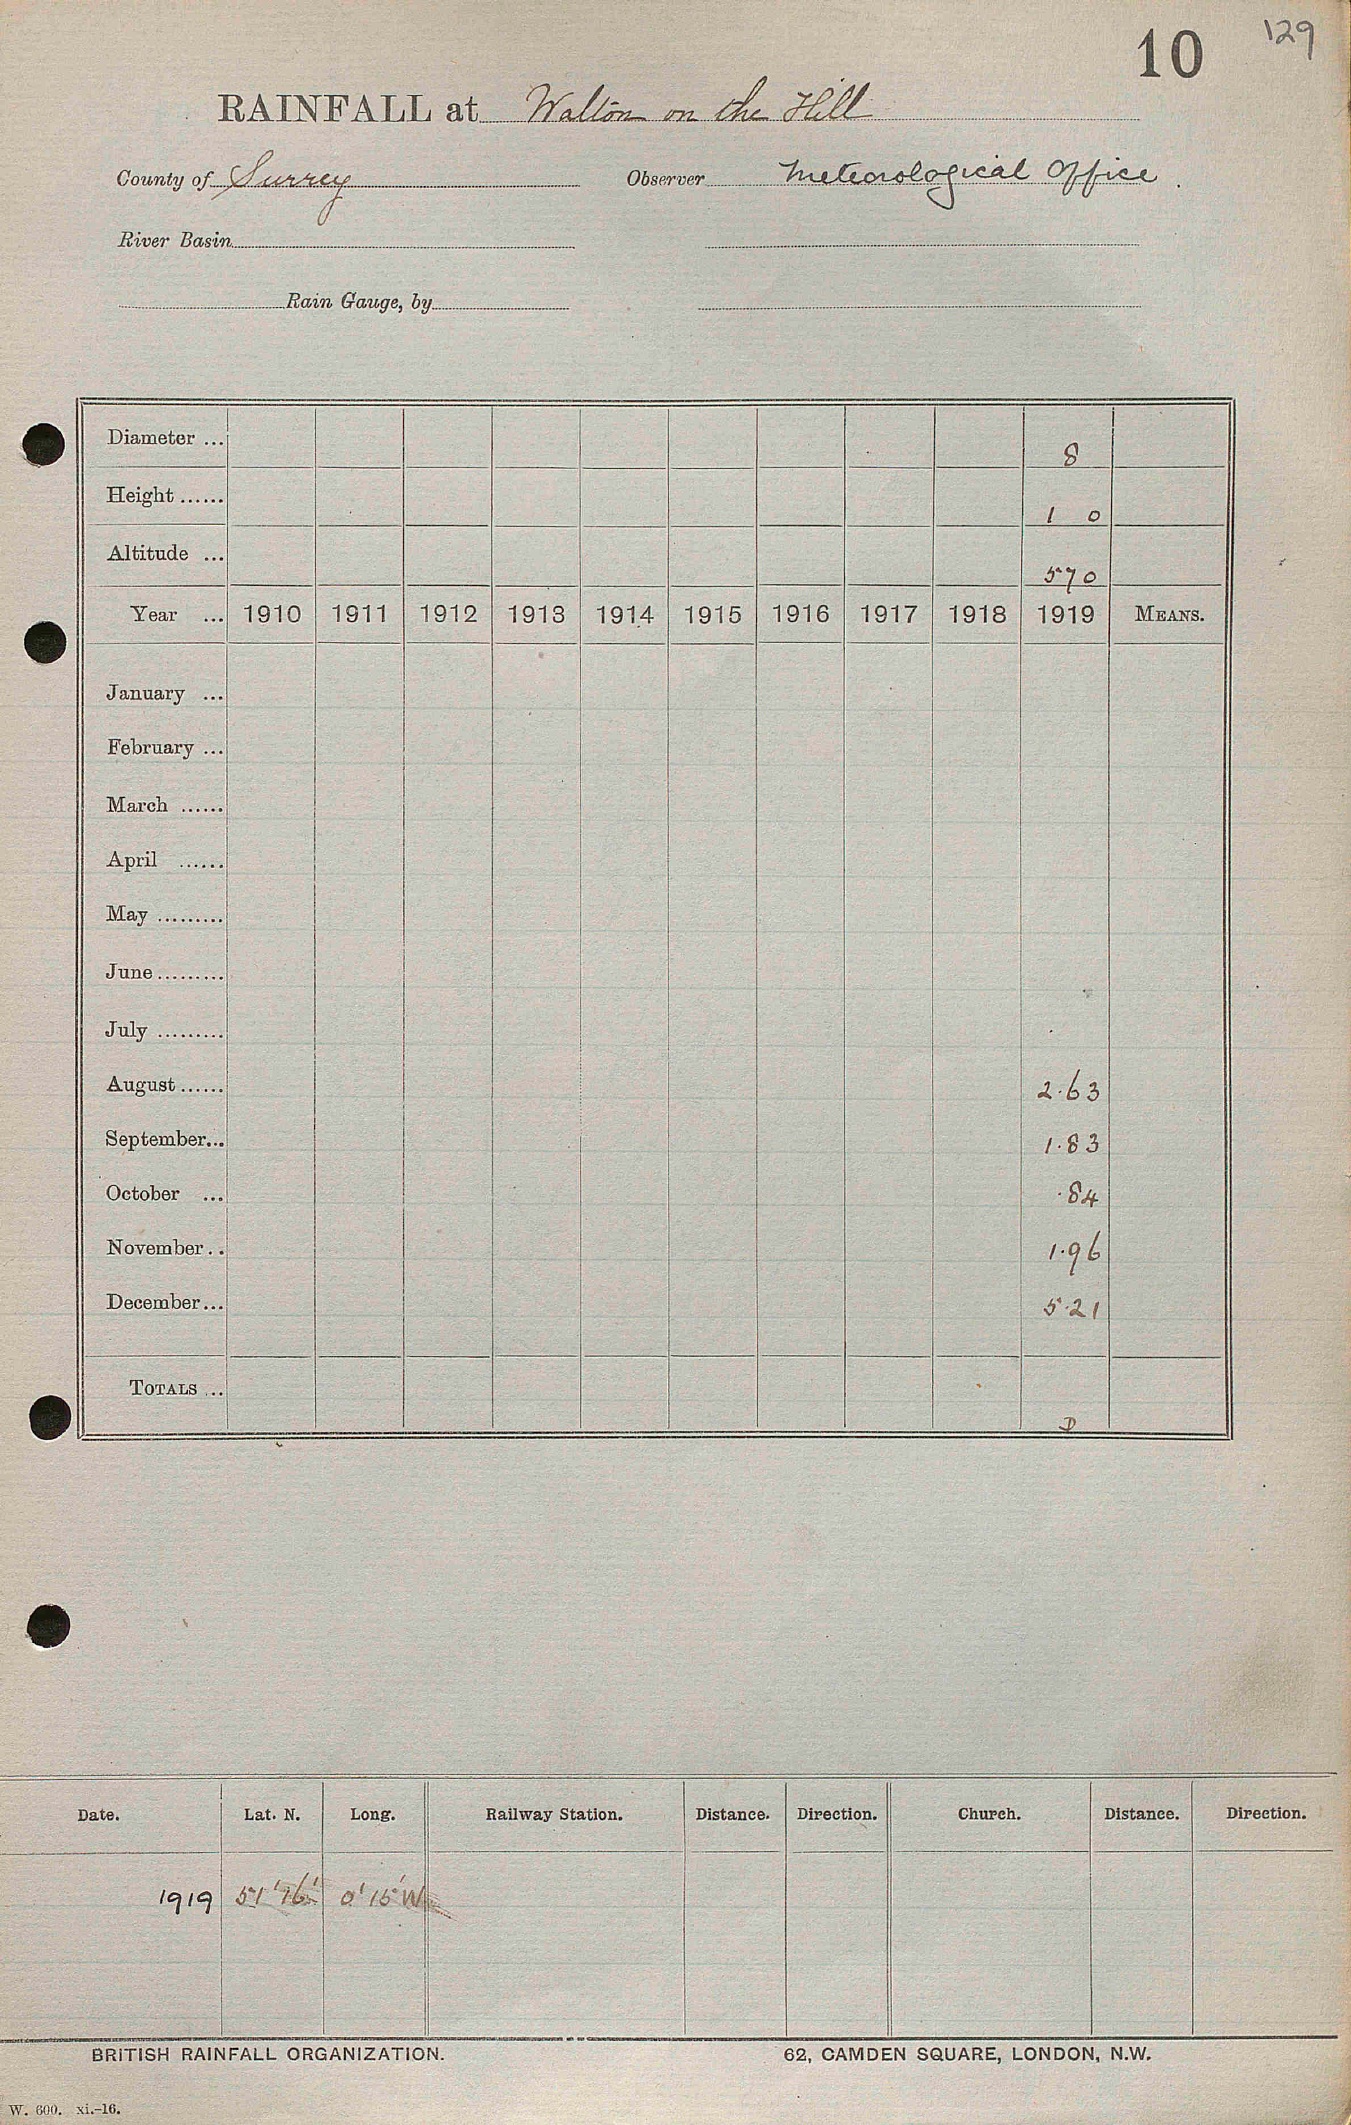 10 129
RAINFALL at Walton on the Hill
County of Surrey Observer Meteorological Office
River Basin
Rain Gauge, by
Diameter ... 8
Height ...... 1 0
Altitude ... 570
Year ... 1910 1911 1912 1913 1914 1915 1916 1917 1918 1919 MEANS.
January ...
February ...
March ......
April ......
May .........
June .........
July .........
August ...... 2.63
September... 1.83
October ... .84
November .. 1.96
December ... 5.21
TOTALS ...
D
Date. Lat. N. Long. Railway Station. Distance. Direction. Church. Distance. Direction.
1919 51°16' 0°15'W
BRITISH RAINFALL ORGANIZATION. 62, CAMDEN SQUARE, LONDON, N.W.
W. 600. xi.-16.